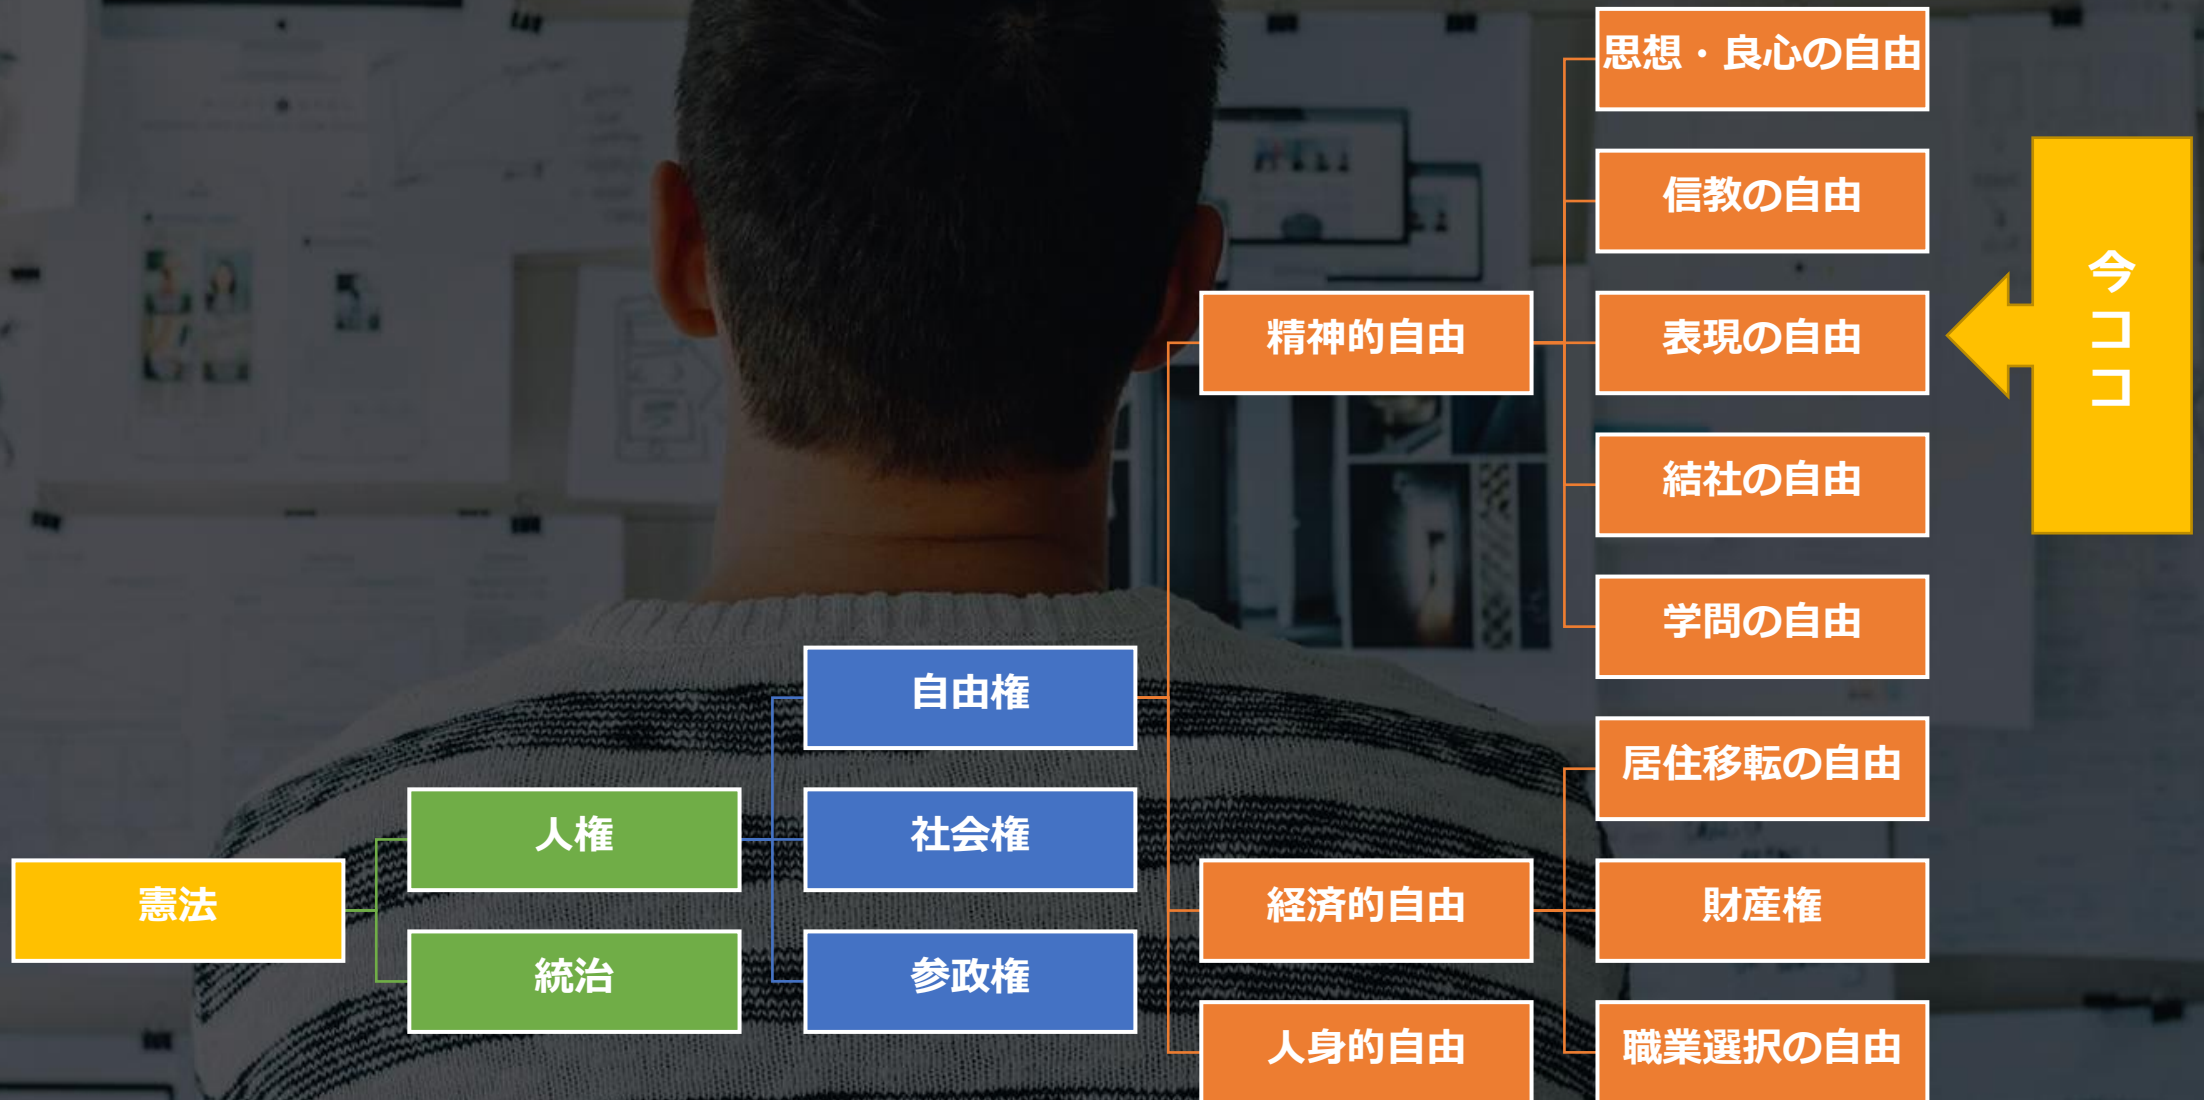 憲法
人権
統治
自由権
社会権
参政権
精神的自由
経済的自由
人身的自由
思想・良心の自由
信教の自由
表現の自由
結社の自由
学問の自由
居住移転の自由
財産権
職業選択の自由
今ココ